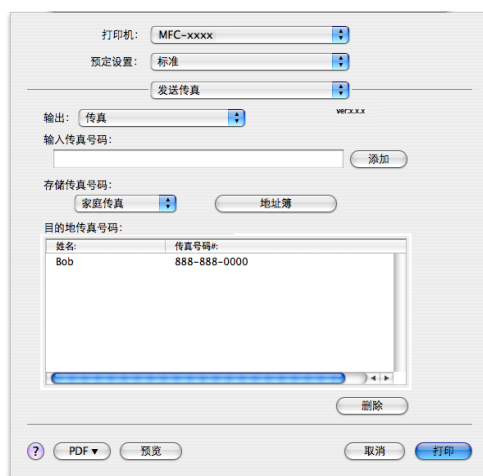 打印机: MFC-xxxx
预定设置: 标准
发送传真
输出: 传真 ver.x.x.x
输入传真号码:
添加
存储传真号码:
家庭传真 地址簿
目的地传真号码:
姓名: 传真号码#:
Bob 888-888-0000
删除
? PDF▼ 预览 取消 打印